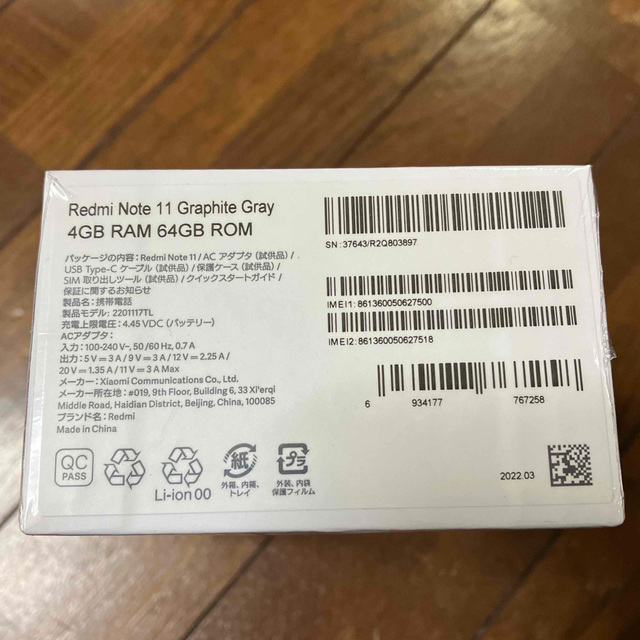 Redmi Note 11 Graphite Gray
4GB RAM 64GB ROM
パッケージの内容: Redmi Note 11 / AC アダプタ (試供品) /
USB Type-C ケーブル (試供品) / 保護ケース (試供品) /
SIM 取り出しツール (試供品) / クイックスタートガイド /
保証に関するお知らせ
製品名: 携帯電話
製品モデル: 2201117TL
充電上限電圧: 4.45 VDC (バッテリー)
ACアダプタ:
入力: 100-240V~, 50/60 Hz, 0.7 A
出力: 5 V⎓3 A / 9 V⎓3 A / 12 V⎓2.25 A /
20 V⎓1.35 A / 11 V⎓3 A Max
メーカー: Xiaomi Communications Co., Ltd.
メーカー所在地: #019, 9th Floor, Building 6, 33 Xi'erqi
Middle Road, Haidian District, Beijing, China, 100085
ブランド名: Redmi
Made in China
QC
PASS
Li-ion 00
紙
外箱、内箱、
トレイ
プラ
外装、内袋
保護フィルム
SN: 37643/R2Q803897
IMEI1: 861360050627500
IMEI2: 861360050627518
6 934177 767258
2022.03